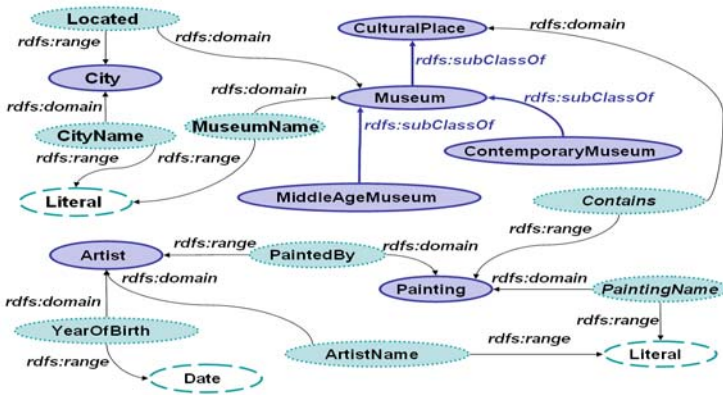 Located
rdfs:domain
CulturalPlace
rdfs:domain
rdfs:range
rdfs:subClassOf
City
Museum
rdfs:domain
rdfs:domain
rdfs:subClassOf
CityName
MuseumName
rdfs:subClassOf
rdfs:range
rdfs:range
ContemporaryMuseum
Literal
MiddleAgeMuseum
Contains
rdfs:range
Artist
rdfs:range
PaintedBy
rdfs:domain
rdfs:domain
rdfs:domain
Painting
PaintingName
rdfs:domain
YearOfBirth
rdfs:range
rdfs:range
ArtistName
rdfs:range
Literal
Date